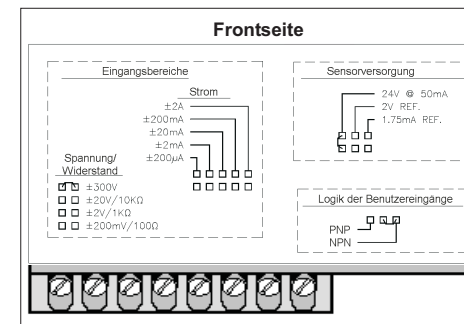 Frontseite
Eingangsbereiche
Strom
±2A
±200mA
±20mA
±2mA
±200µA
Spannung/
Widerstand
±300V
±20V/10KΩ
±2V/1KΩ
±200mV/100Ω
Sensorversorgung
24V @ 50mA
2V REF.
1.75mA REF.
Logik der Benutzereingänge
PNP
NPN